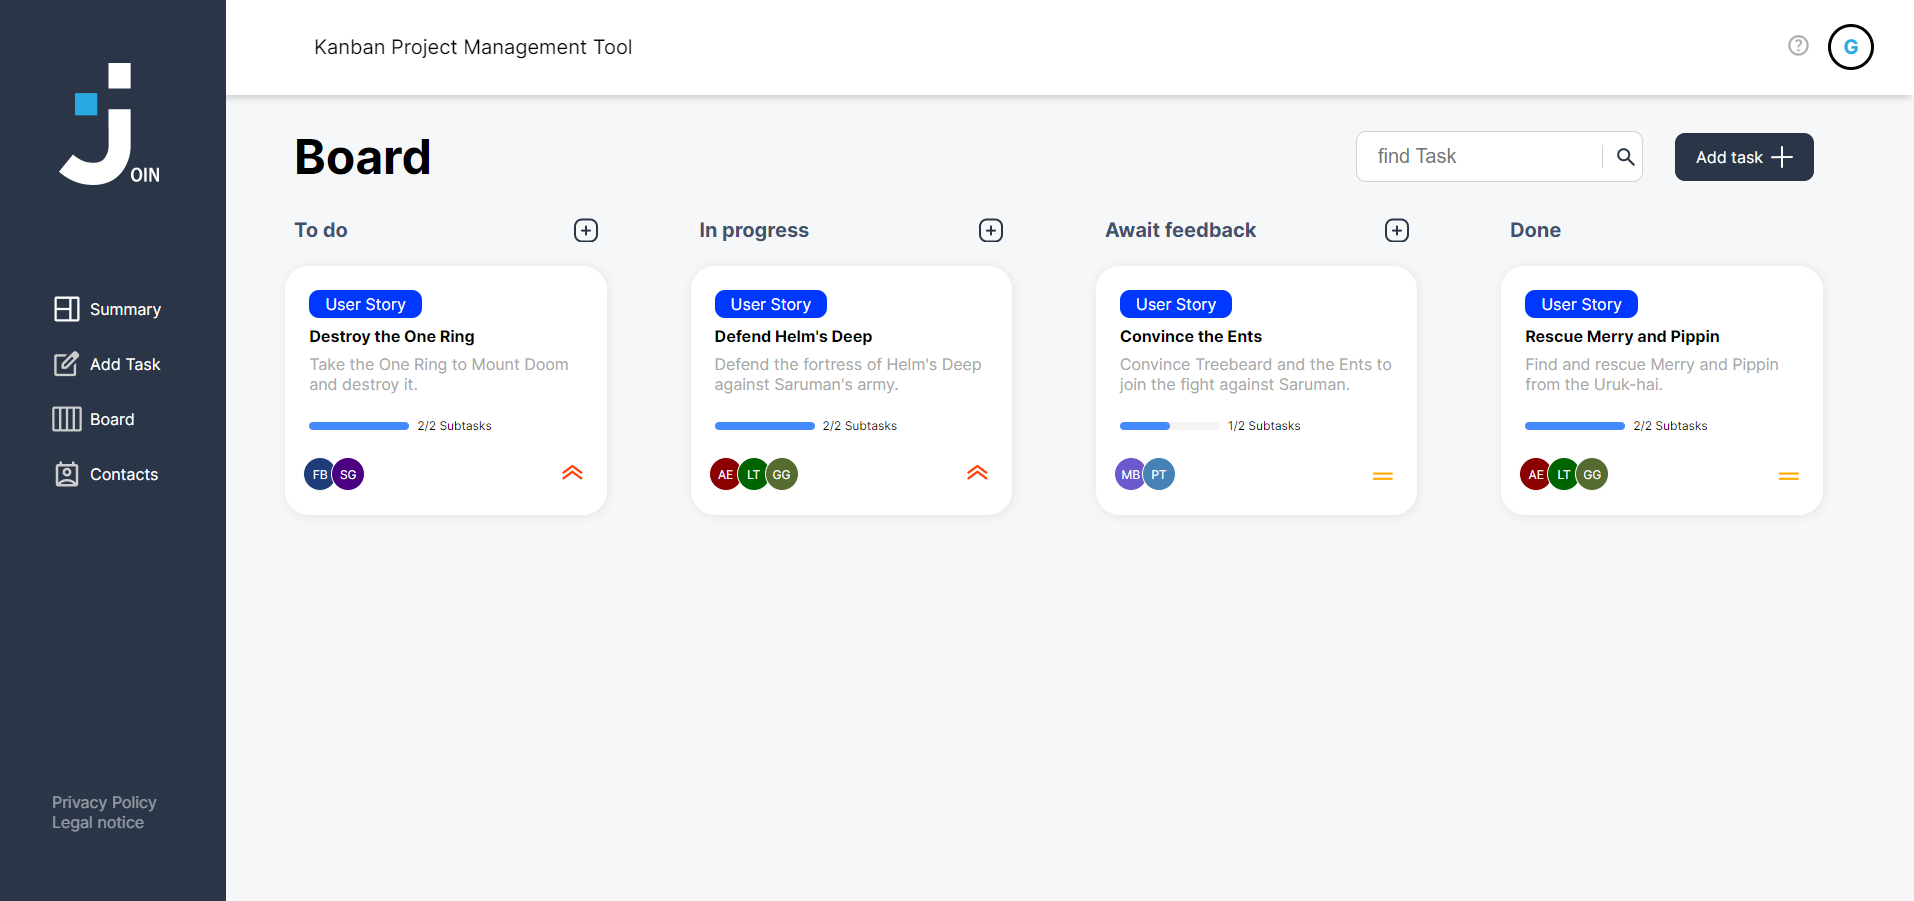 Kanban Project Management Tool
G
OIN
Summary
Add Task
Board
Contacts
Privacy Policy
Legal notice
Board
find Task
Add task
To do
User Story
Destroy the One Ring
Take the One Ring to Mount Doom
and destroy it.
2/2 Subtasks
FB SG
In progress
User Story
Defend Helm's Deep
Defend the fortress of Helm's Deep
against Saruman's army.
2/2 Subtasks
AE LT GG
Await feedback
User Story
Convince the Ents
Convince Treebeard and the Ents to
join the fight against Saruman.
1/2 Subtasks
MB PT
Done
User Story
Rescue Merry and Pippin
Find and rescue Merry and Pippin
from the Uruk-hai.
2/2 Subtasks
AE LT GG